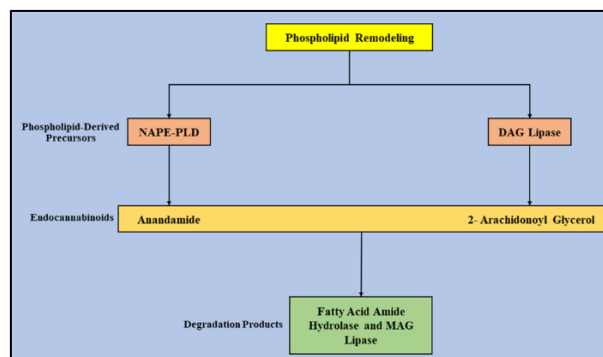 Phospholipid Remodeling
Phospholipid-Derived
Precursors
NAPE-PLD
DAG Lipase
Endocannabinoids
Anandamide
2- Arachidonoyl Glycerol
Degradation Products
Fatty Acid Amide
Hydrolase and MAG
Lipase